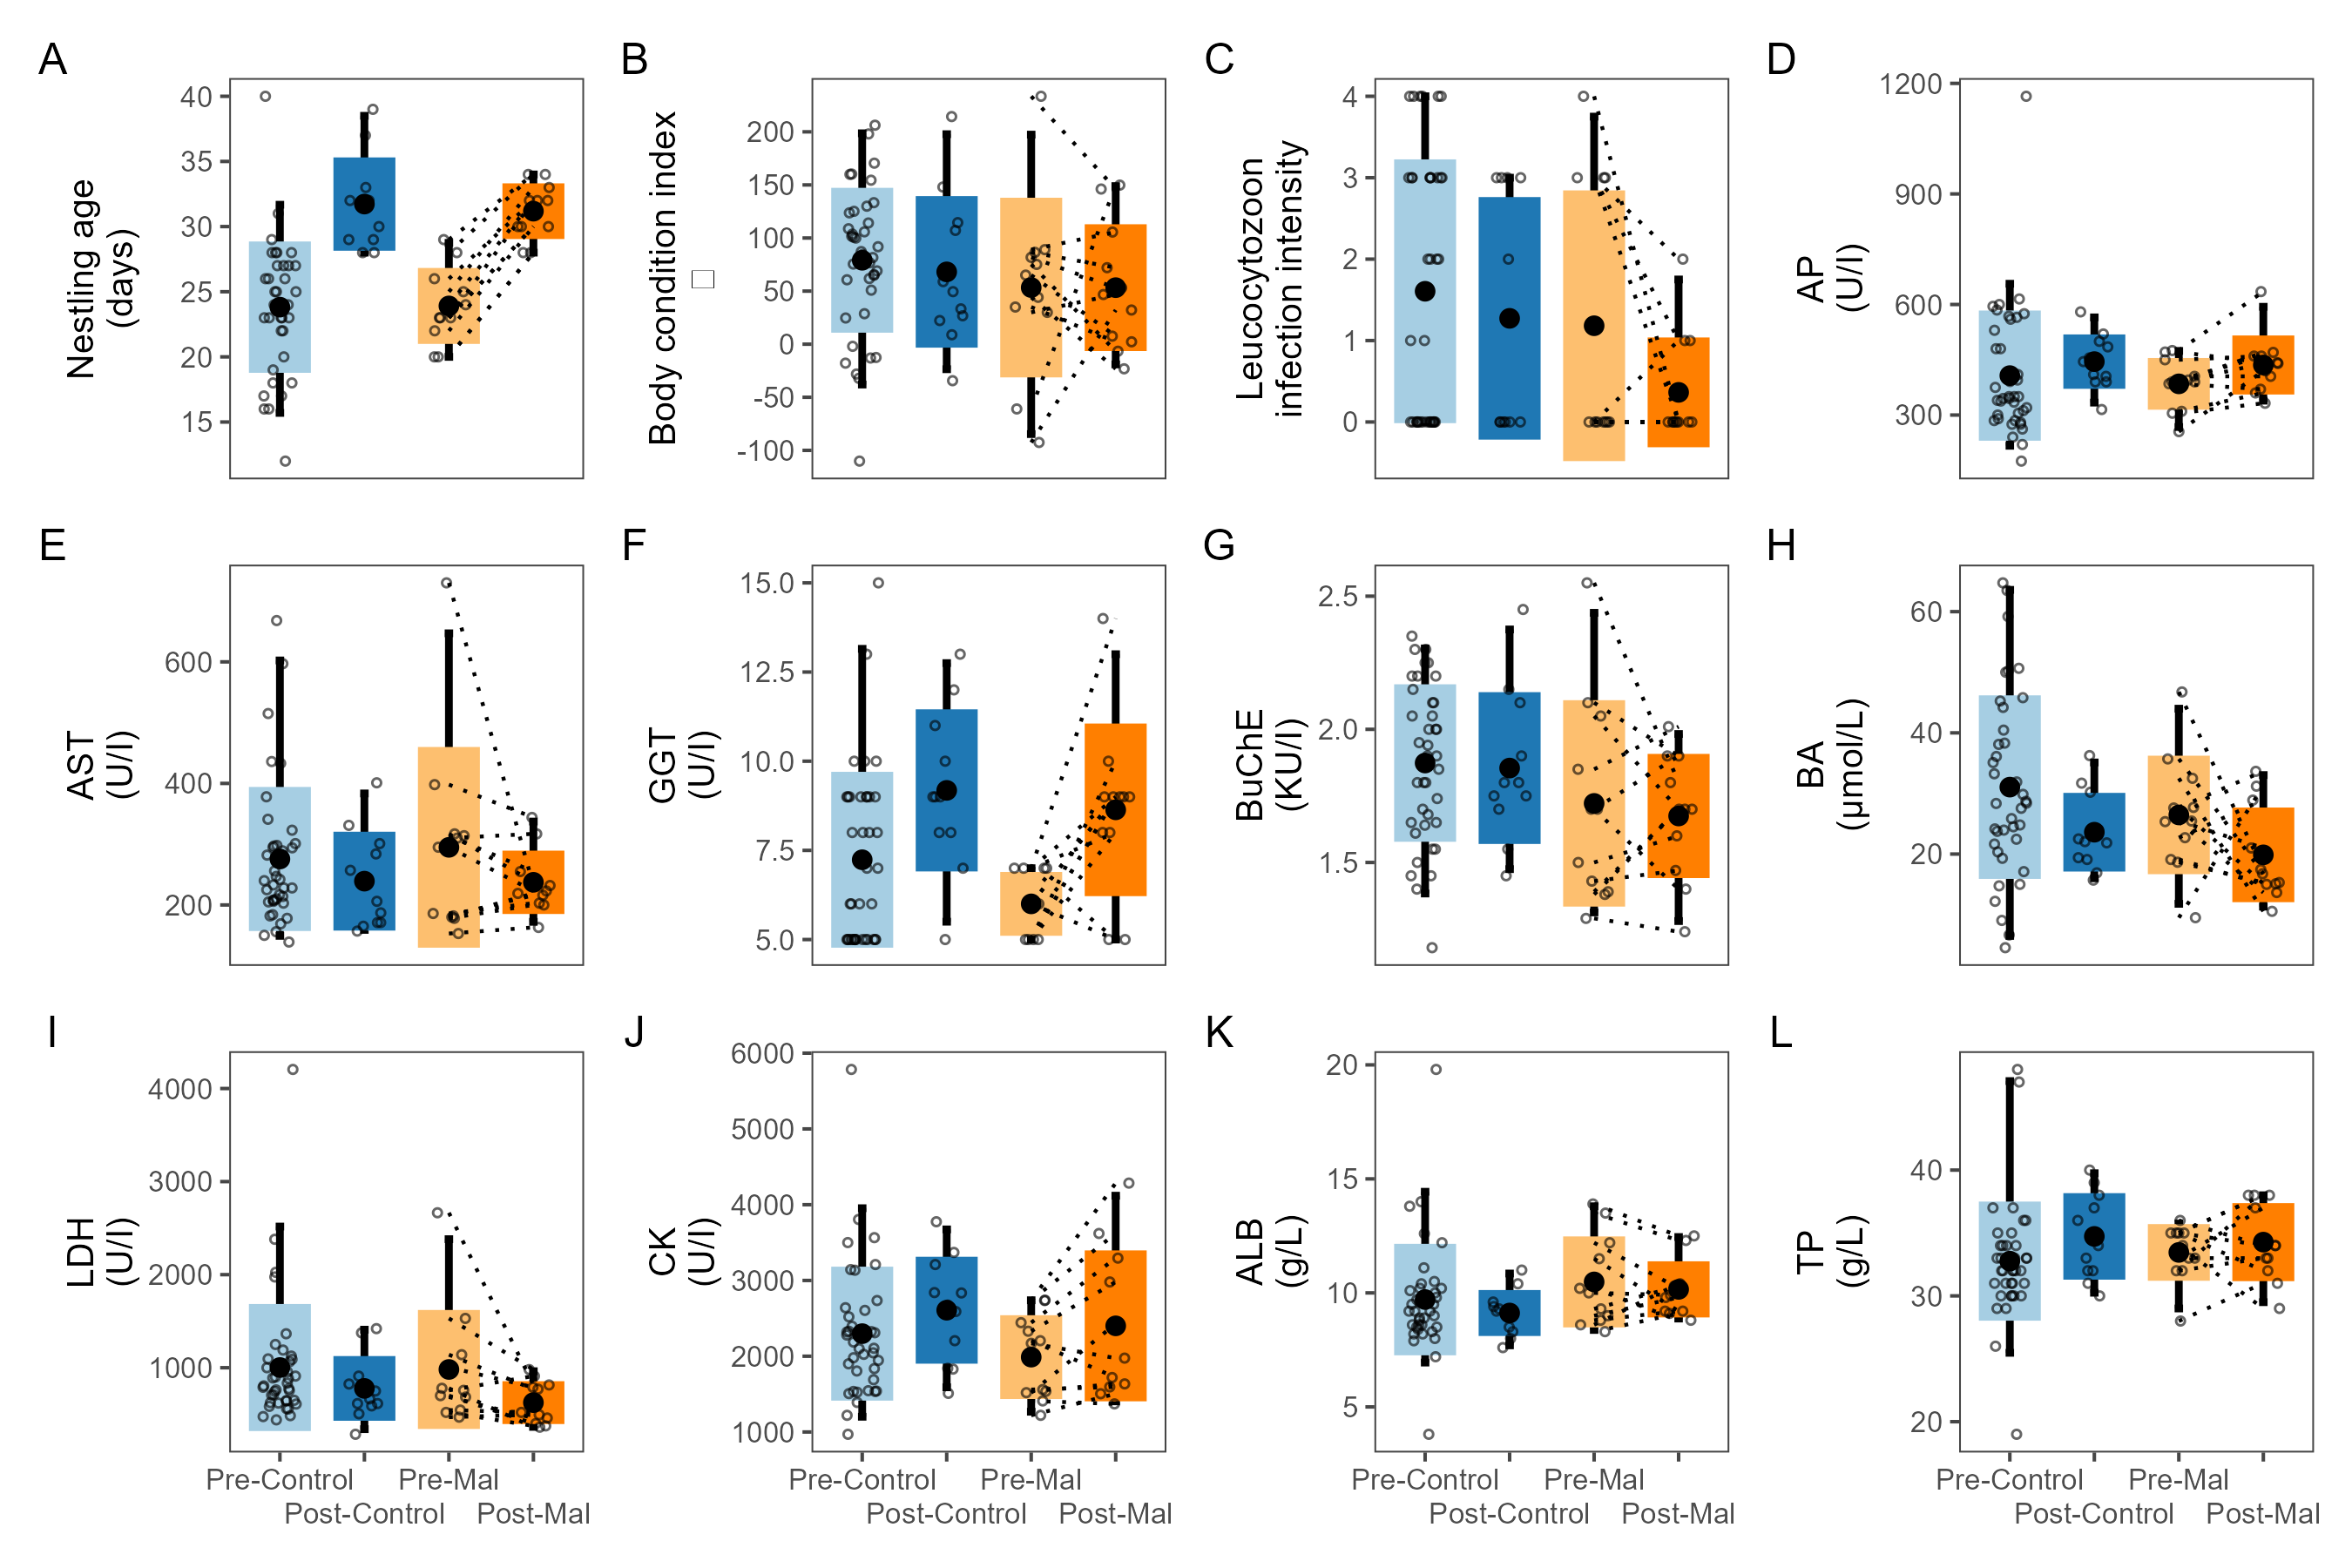 A
B
C
D
Nestling age
(days)
40
35
30
25
20
15
Body condition index
□
200
150
100
50
0
-50
-100
Leucocytozoon
infection intensity
4
3
2
1
0
AP
(U/l)
1200
900
600
300
E
F
G
H
AST
(U/l)
600
400
200
GGT
(U/l)
15.0
12.5
10.0
7.5
5.0
BuChE
(KU/l)
2.5
2.0
1.5
BA
(µmol/L)
60
40
20
I
J
K
L
LDH
(U/l)
4000
3000
2000
1000
CK
(U/l)
6000
5000
4000
3000
2000
1000
ALB
(g/L)
20
15
10
5
TP
(g/L)
40
30
20
Pre-Control Pre-Mal
Post-Control Post-Mal
Pre-Control Pre-Mal
Post-Control Post-Mal
Pre-Control Pre-Mal
Post-Control Post-Mal
Pre-Control Pre-Mal
Post-Control Post-Mal